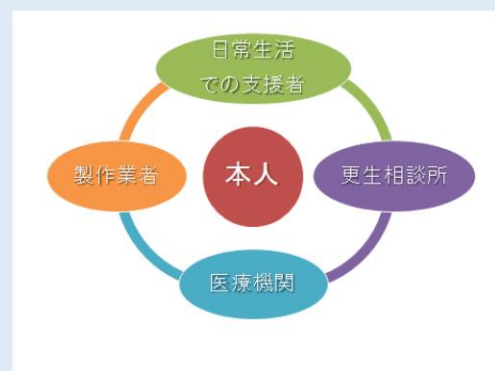 日常生活
での支援者
製作業者
本人
更生相談所
医療機関